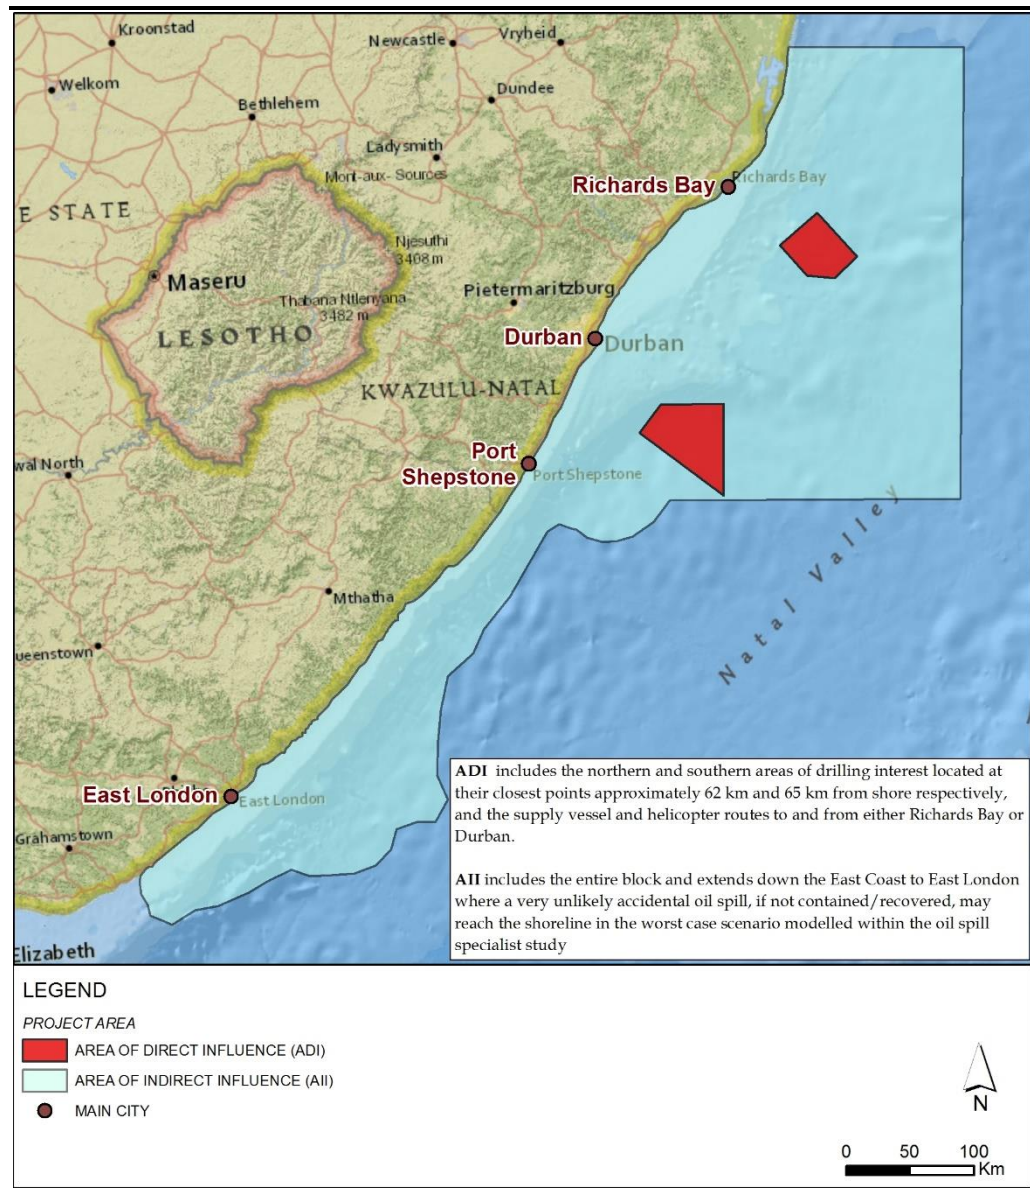 Kroonstad
Newcastle
Vryheid
Welkom
Dundee
Bethlehem
Ladysmith
Mont-aux-Sources
Richards Bay
Richards Bay
E STATE
Njesuthi
3408 m
Maseru
Thabana Ntlenyana
3482 m
Pietermaritzburg
LESOTHO
Durban
Durban
KWAZULU-NATAL
Port
Shepstone
Port Shepstone
wal North
Natal Valley
Mthatha
ueenstown
East London
East London
Grahamstown
Elizabeth
ADI includes the northern and southern areas of drilling interest located at
their closest points approximately 62 km and 65 km from shore respectively,
and the supply vessel and helicopter routes to and from either Richards Bay or
Durban.
AII includes the entire block and extends down the East Coast to East London
where a very unlikely accidental oil spill, if not contained/recovered, may
reach the shoreline in the worst case scenario modelled within the oil spill
specialist study
LEGEND
PROJECT AREA
AREA OF DIRECT INFLUENCE (ADI)
AREA OF INDIRECT INFLUENCE (AII)
MAIN CITY
N
0 50 100
Km